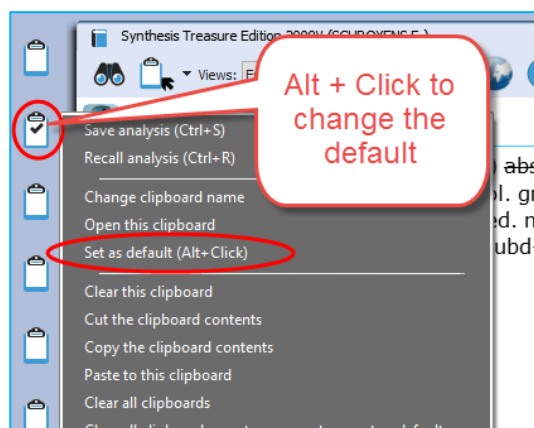 Synthesis Treasure Edition 2009V (SCHROYENS F.)
Views:
Alt + Click to
change the
default
Save analysis (Ctrl+S)
Recall analysis (Ctrl+R)
Change clipboard name
Open this clipboard
Set as default (Alt+Click)
Clear this clipboard
Cut the clipboard contents
Copy the clipboard contents
Paste to this clipboard
Clear all clipboards